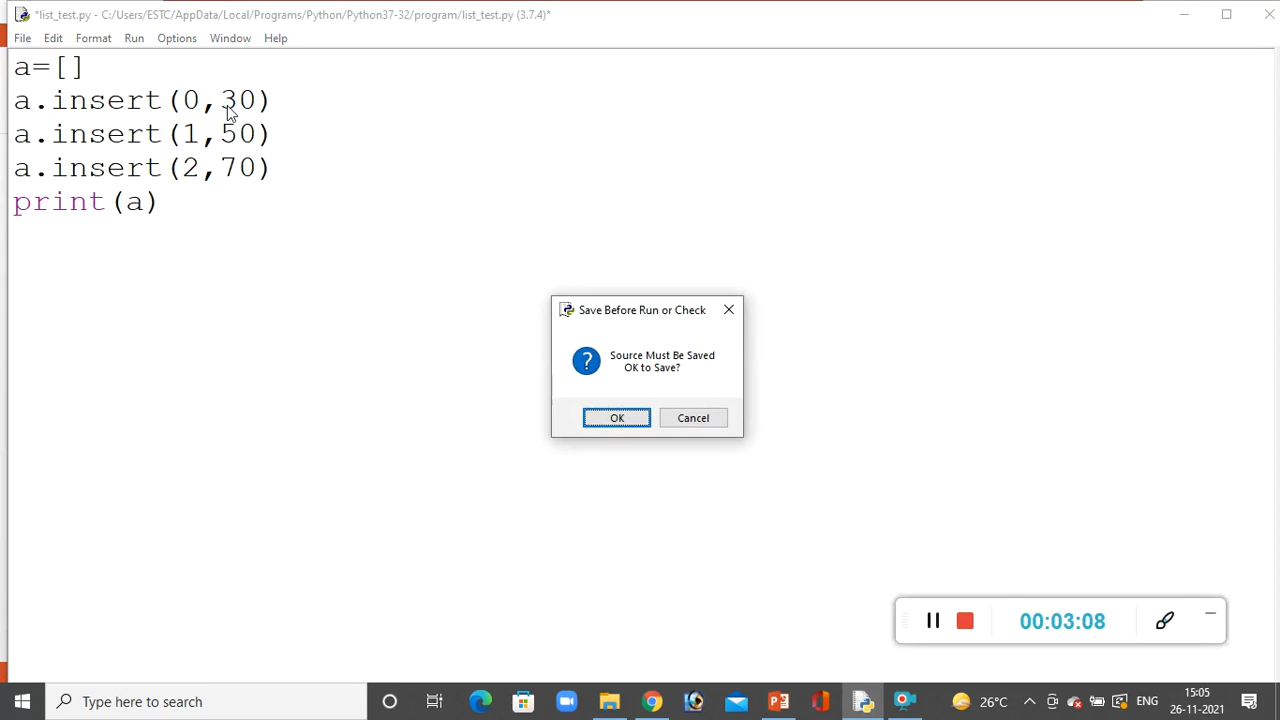 *list_test.py - C:/Users/ESTC/AppData/Local/Programs/Python/Python37-32/program/list_test.py (3.7.4)*
File Edit Format Run Options Window Help
a=[]
a.insert(0,30)
a.insert(1,50)
a.insert(2,70)
print(a)
Save Before Run or Check
Source Must Be Saved
OK to Save?
OK Cancel
00:03:08
Type here to search
26°C
ENG
15:05
26-11-2021